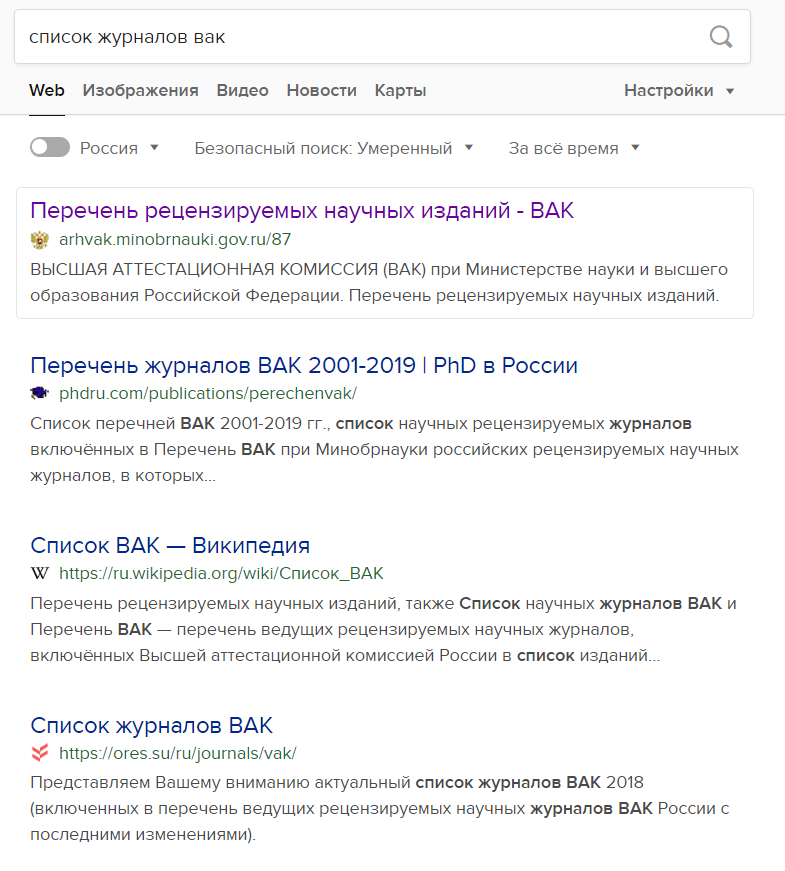 список журналов вак
Web Изображения Видео Новости Карты Настройки
Россия Безопасный поиск: Умеренный За всё время
Перечень рецензируемых научных изданий - ВАК
arhvak.minobrnauki.gov.ru/87
ВЫСШАЯ АТТЕСТАЦИОННАЯ КОМИССИЯ (ВАК) при Министерстве науки и высшего
образования Российской Федерации. Перечень рецензируемых научных изданий.
Перечень журналов ВАК 2001-2019 | PhD в России
phdru.com/publications/perechenvak/
Список перечней ВАК 2001-2019 гг., список научных рецензируемых журналов
включённых в Перечень ВАК при Минобрнауки российских рецензируемых научных
журналов, в которых...
Список ВАК — Википедия
W https://ru.wikipedia.org/wiki/Список_ВАК
Перечень рецензируемых научных изданий, также Список научных журналов ВАК и
Перечень ВАК — перечень ведущих рецензируемых научных журналов,
включённых Высшей аттестационной комиссией России в список изданий...
Список журналов ВАК
https://ores.su/ru/journals/vak/
Представляем Вашему вниманию актуальный список журналов ВАК 2018
(включенных в перечень ведущих рецензируемых научных журналов ВАК России с
последними изменениями).